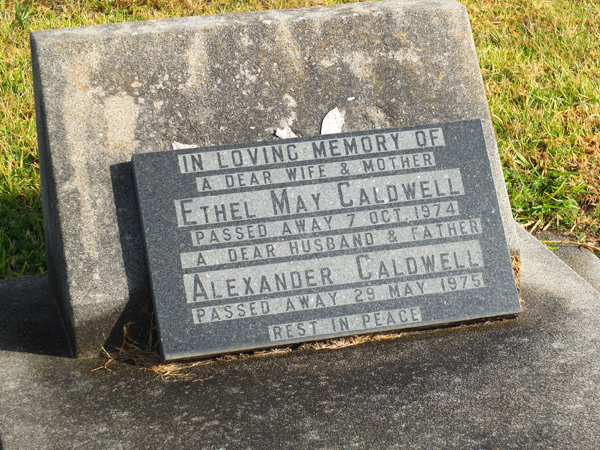 IN LOVING MEMORY OF
A DEAR WIFE & MOTHER
ETHEL MAY CALDWELL
PASSED AWAY 7 OCT. 1974
A DEAR HUSBAND & FATHER
ALEXANDER CALDWELL
PASSED AWAY 29 MAY 1975
REST IN PEACE